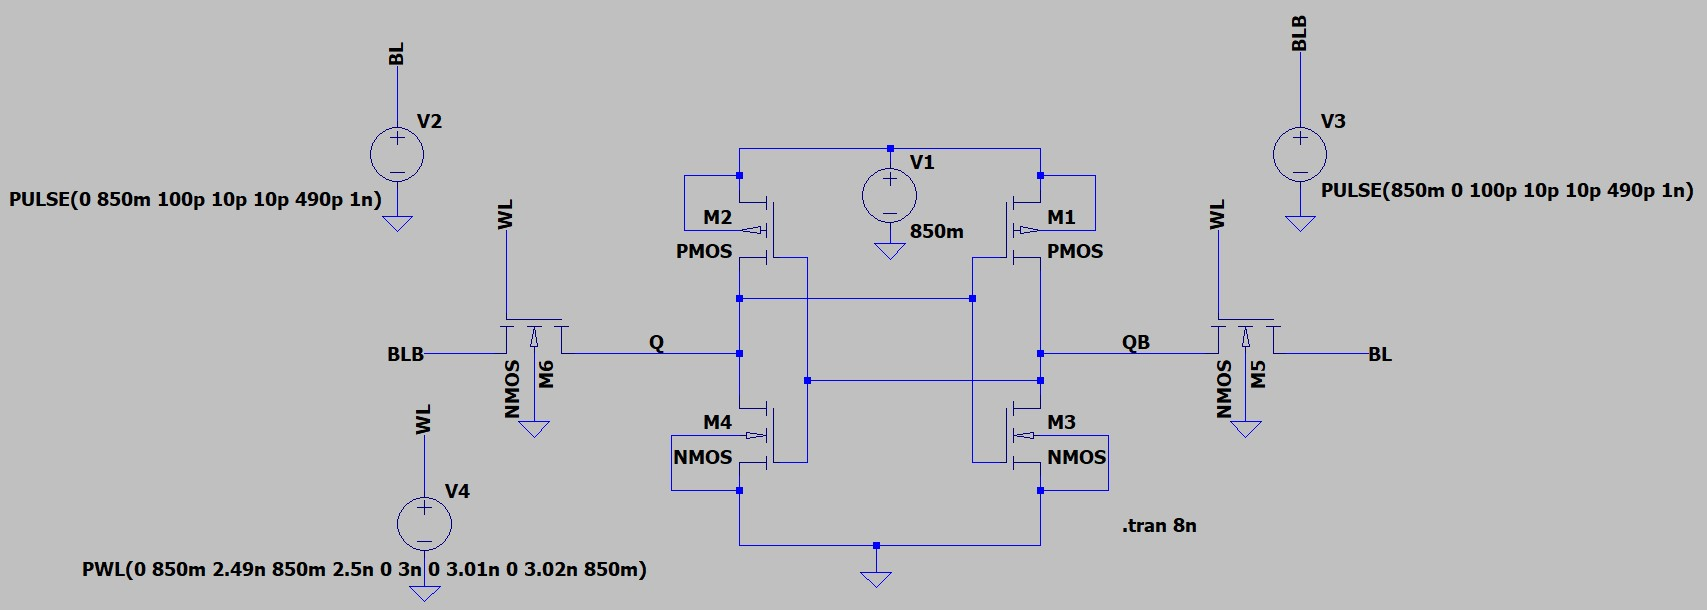 BL
BLB
V2
V3
V1
PULSE(0 850m 100p 10p 10p 490p 1n)
PULSE(850m 0 100p 10p 10p 490p 1n)
WL
M2
M1
WL
850m
PMOS
PMOS
BLB
Q
QB
BL
NMOS
M6
NMOS
M5
WL
M4
M3
NMOS
NMOS
V4
.tran 8n
PWL(0 850m 2.49n 850m 2.5n 0 3n 0 3.01n 0 3.02n 850m)